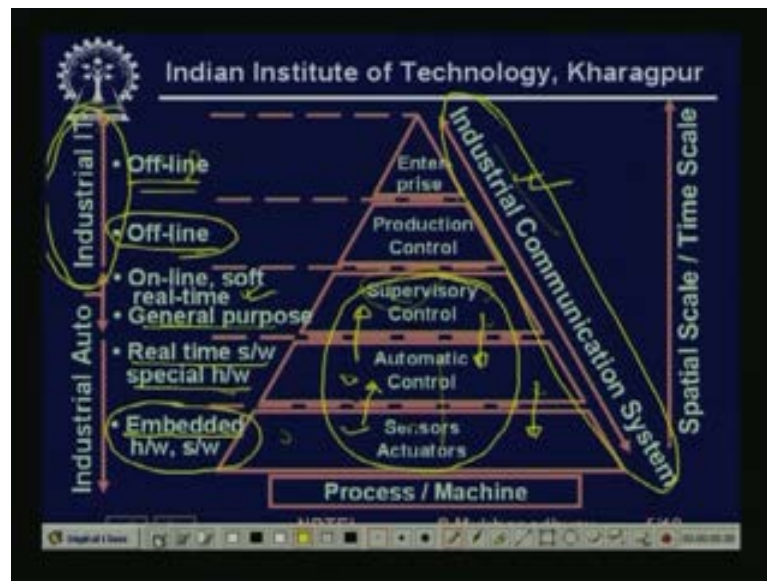 Indian Institute of Technology, Kharagpur
Industrial IT
Industrial Auto
• Off-line
• Off-line
• On-line, soft
real-time
• General purpose
• Real time s/w
special h/w
• Embedded
h/w, s/w
Enter
prise
Production
Control
Supervisory
Control
Automatic
Control
Sensors
Actuators
Process / Machine
Industrial Communication System
Spatial Scale / Time Scale